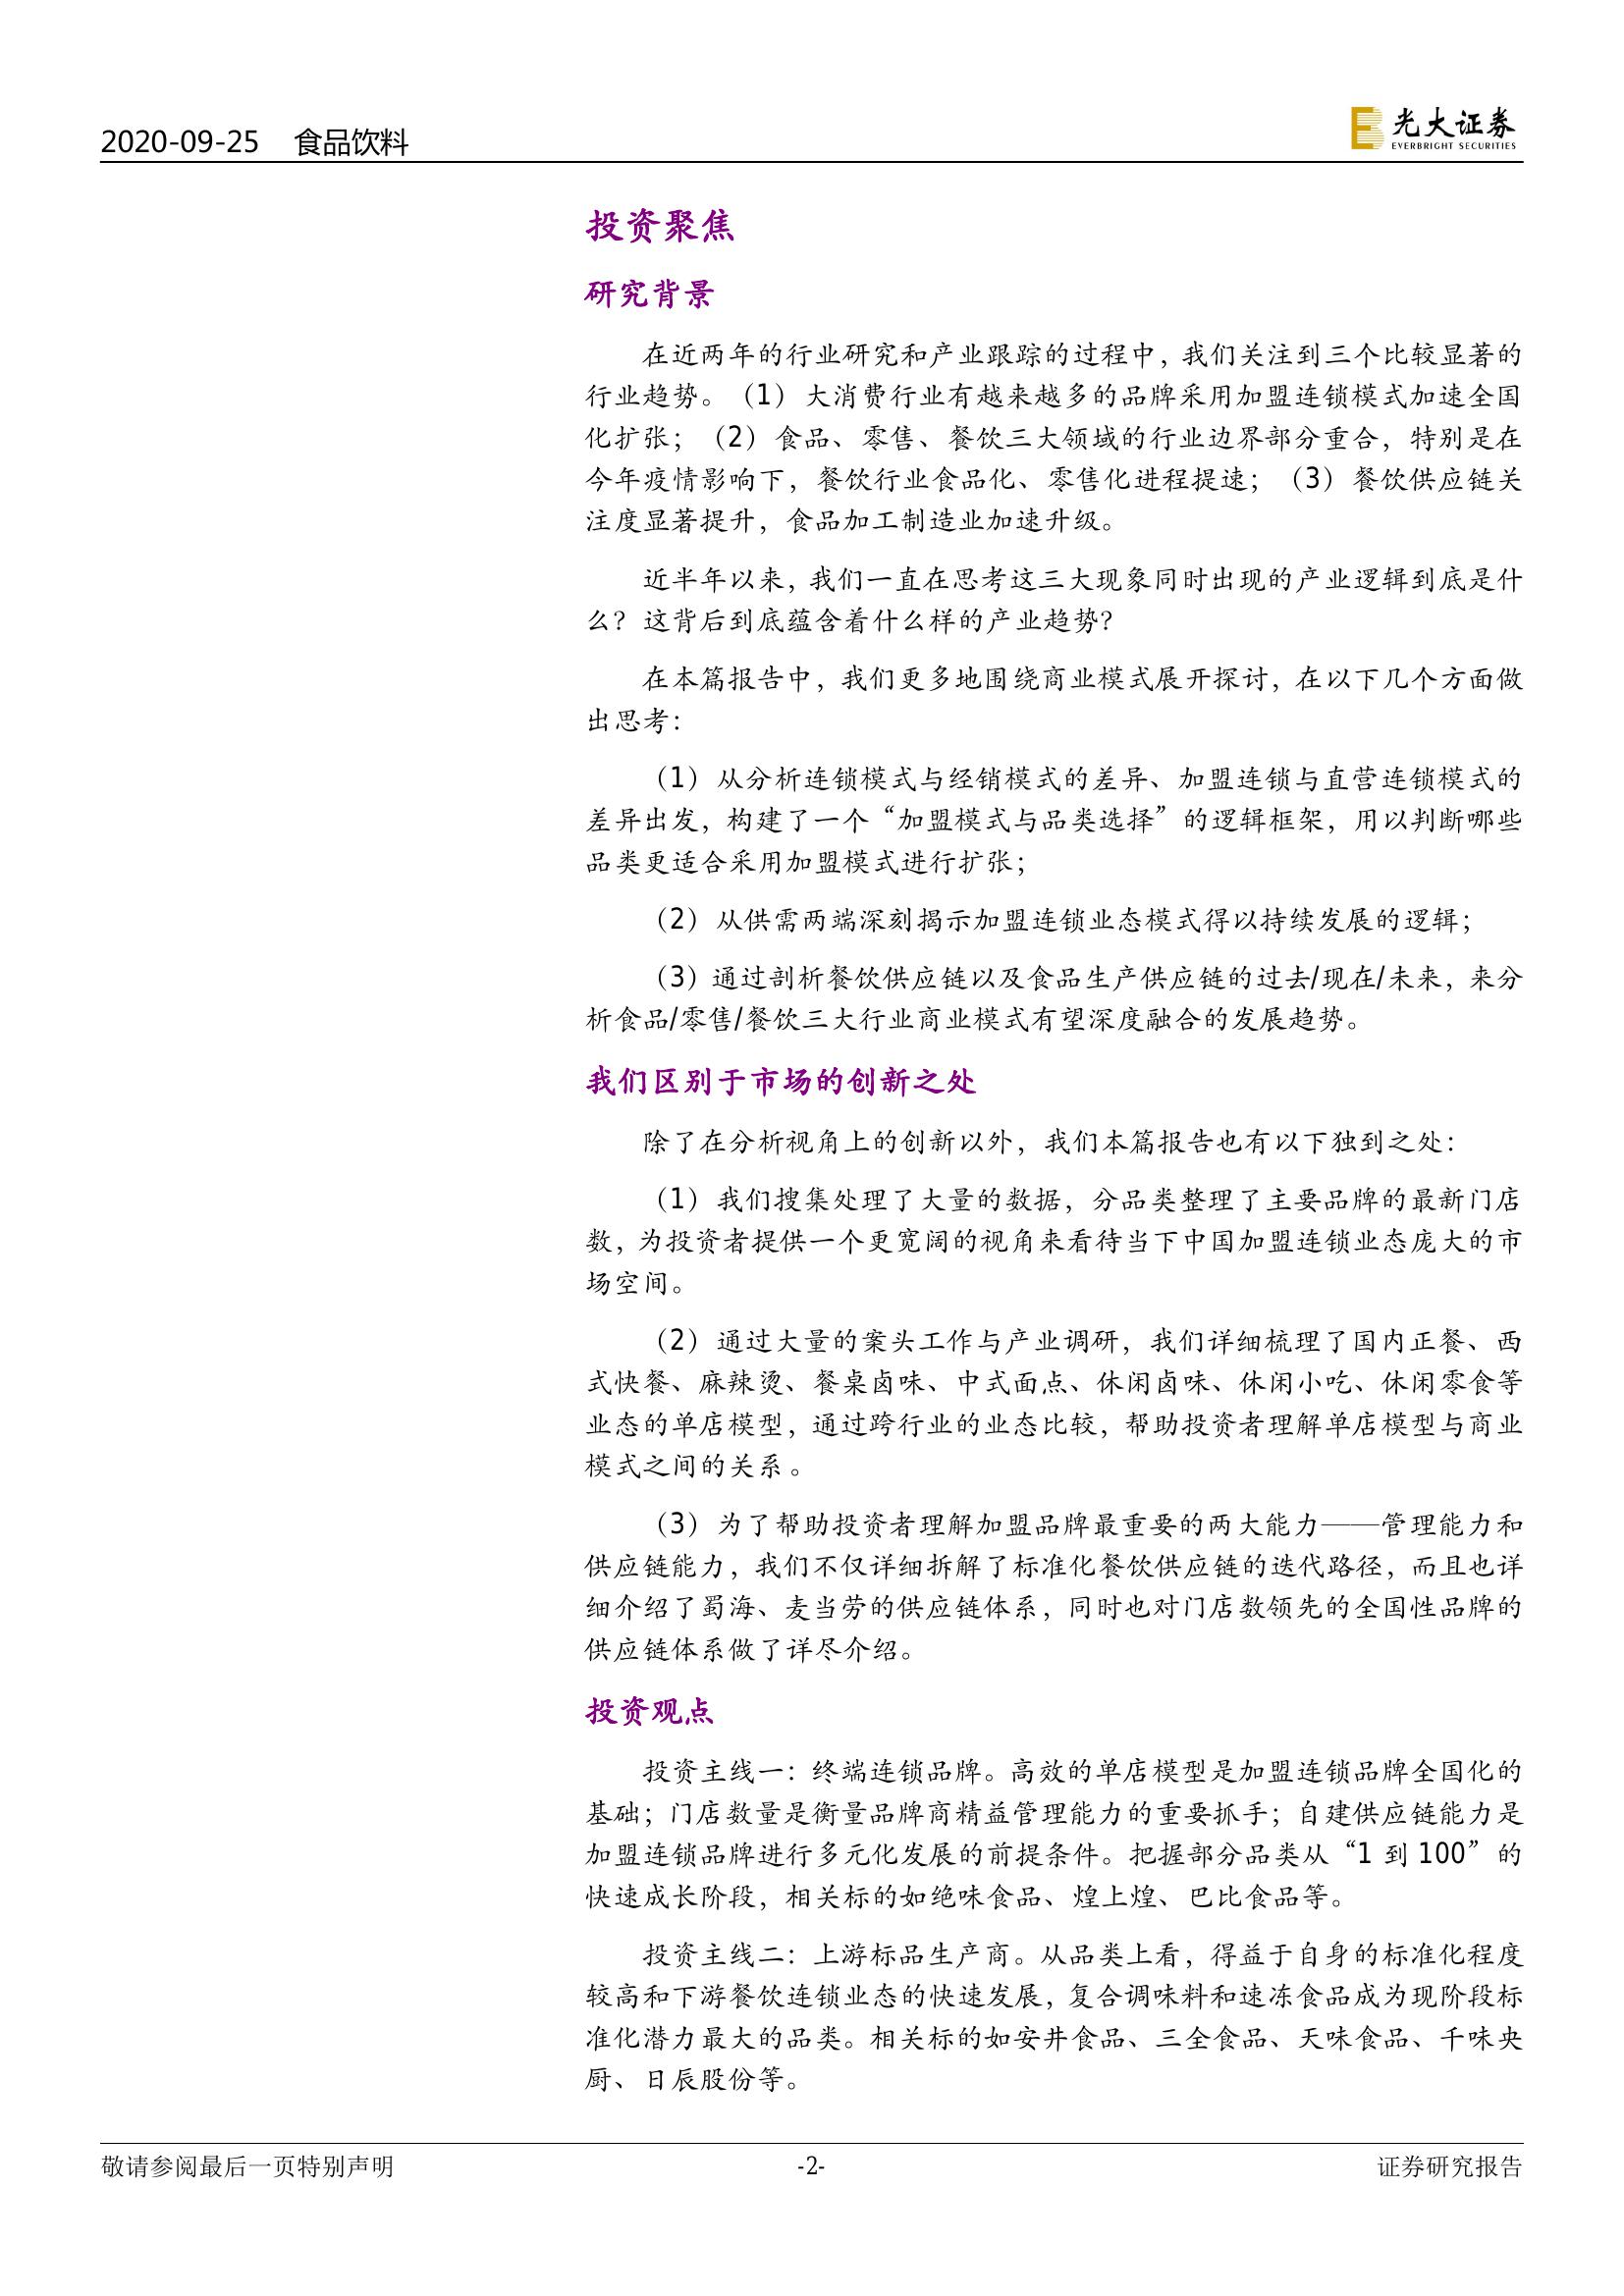 2020-09-25 食品饮料
光大证券
EVERBRIGHT SECURITIES
投资聚焦
研究背景
在近两年的行业研究和产业跟踪的过程中，我们关注到三个比较显著的
行业趋势。（1）大消费行业有越来越多的品牌采用加盟连锁模式加速全国
化扩张；（2）食品、零售、餐饮三大领域的行业边界部分重合，特别是在
今年疫情影响下，餐饮行业食品化、零售化进程提速；（3）餐饮供应链关
注度显著提升，食品加工制造业加速升级。
近半年以来，我们一直在思考这三大现象同时出现的产业逻辑到底是什
么？这背后到底蕴含着什么样的产业趋势？
在本篇报告中，我们更多地围绕商业模式展开探讨，在以下几个方面做
出思考：
（1）从分析连锁模式与经销模式的差异、加盟连锁与直营连锁模式的
差异出发，构建了一个“加盟模式与品类选择”的逻辑框架，用以判断哪些
品类更适合采用加盟模式进行扩张；
（2）从供需两端深刻揭示加盟连锁业态模式得以持续发展的逻辑；
（3）通过剖析餐饮供应链以及食品生产供应链的过去/现在/未来，来分
析食品/零售/餐饮三大行业商业模式有望深度融合的发展趋势。
我们区别于市场的创新之处
除了在分析视角上的创新以外，我们本篇报告也有以下独到之处：
（1）我们搜集处理了大量的数据，分品类整理了主要品牌的最新门店
数，为投资者提供一个更宽阔的视角来看待当下中国加盟连锁业态庞大的市
场空间。
（2）通过大量的案头工作与产业调研，我们详细梳理了国内正餐、西
式快餐、麻辣烫、餐桌卤味、中式面点、休闲卤味、休闲小吃、休闲零食等
业态的单店模型，通过跨行业的业态比较，帮助投资者理解单店模型与商业
模式之间的关系。
（3）为了帮助投资者理解加盟品牌最重要的两大能力——管理能力和
供应链能力，我们不仅详细拆解了标准化餐饮供应链的迭代路径，而且也详
细介绍了蜀海、麦当劳的供应链体系，同时也对门店数领先的全国性品牌的
供应链体系做了详尽介绍。
投资观点
投资主线一：终端连锁品牌。高效的单店模型是加盟连锁品牌全国化的
基础；门店数量是衡量品牌商精益管理能力的重要抓手；自建供应链能力是
加盟连锁品牌进行多元化发展的前提条件。把握部分品类从“1 到 100”的
快速成长阶段，相关标的如绝味食品、煌上煌、巴比食品等。
投资主线二：上游标品生产商。从品类上看，得益于自身的标准化程度
较高和下游餐饮连锁业态的快速发展，复合调味料和速冻食品成为现阶段标
准化潜力最大的品类。相关标的如安井食品、三全食品、天味食品、千味央
厨、日辰股份等。
敬请参阅最后一页特别声明 -2- 证券研究报告